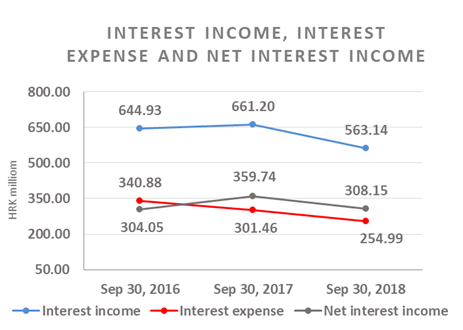 INTEREST INCOME, INTEREST
EXPENSE AND NET INTEREST INCOME
HRK milliom
800.00
650.00
500.00
350.00
200.00
50.00
644.93
661.20
563.14
340.88
359.74
308.15
304.05
301.46
254.99
Sep 30, 2016
Sep 30, 2017
Sep 30, 2018
Interest income
Interest expense
Net interest income